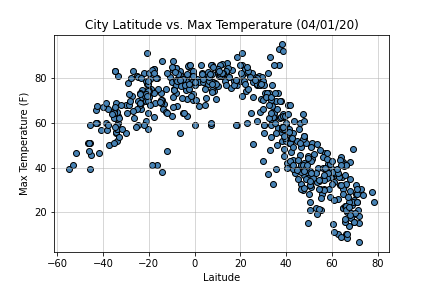 City Latitude vs. Max Temperature (04/01/20)
Max Temperature (F)
80
60
40
20
−60 −40 −20 0 20 40 60 80
Laitude